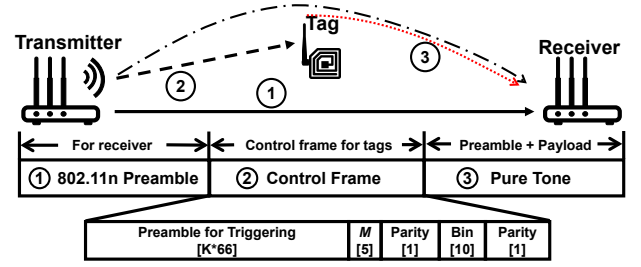 Tag
Transmitter
Receiver
2
1
3
For receiver
Control frame for tags
Preamble + Payload
1 802.11n Preamble
2 Control Frame
3 Pure Tone
Preamble for Triggering
[K*66]
M
[5]
Parity
[1]
Bin
[10]
Parity
[1]